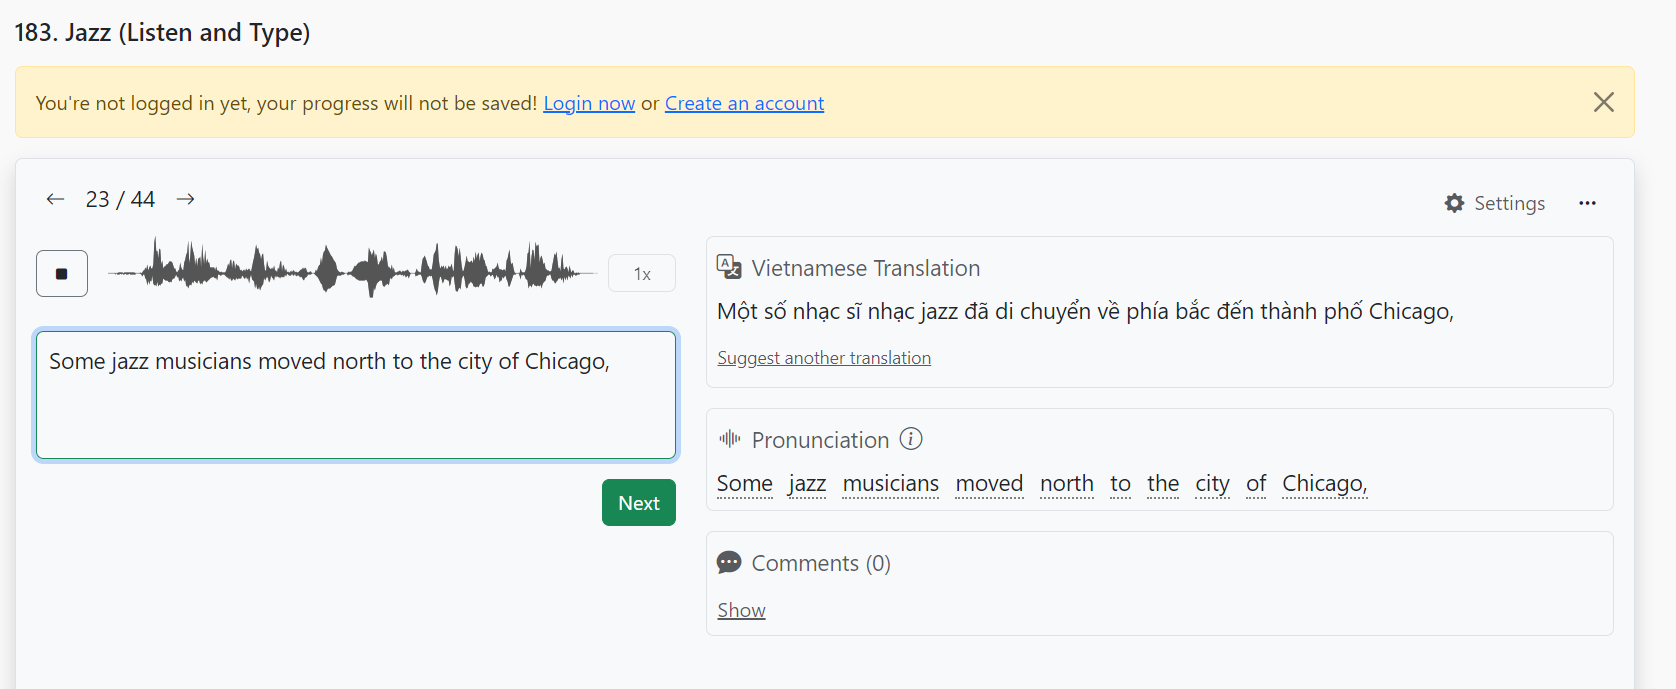 183. Jazz (Listen and Type)
You're not logged in yet, your progress will not be saved! Login now or Create an account
23 / 44
Settings
1x
Some jazz musicians moved north to the city of Chicago,
Next
Vietnamese Translation
Một số nhạc sĩ nhạc jazz đã di chuyển về phía bắc đến thành phố Chicago,
Suggest another translation
Pronunciation
Some jazz musicians moved north to the city of Chicago,
Comments (0)
Show